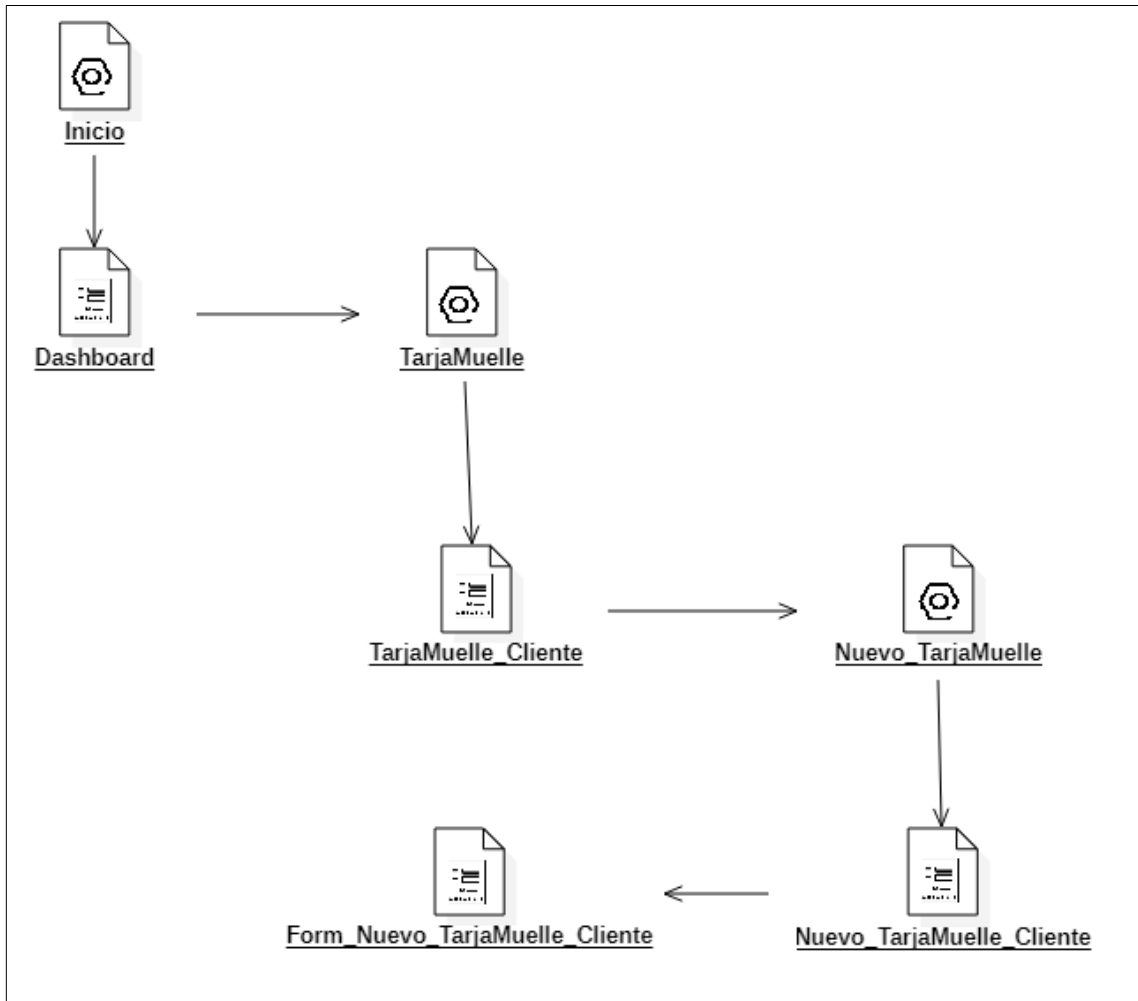 Inicio
Dashboard
TarjaMuelle
TarjaMuelle_Cliente
Nuevo_TarjaMuelle
Form_Nuevo_TarjaMuelle_Cliente
Nuevo_TarjaMuelle_Cliente